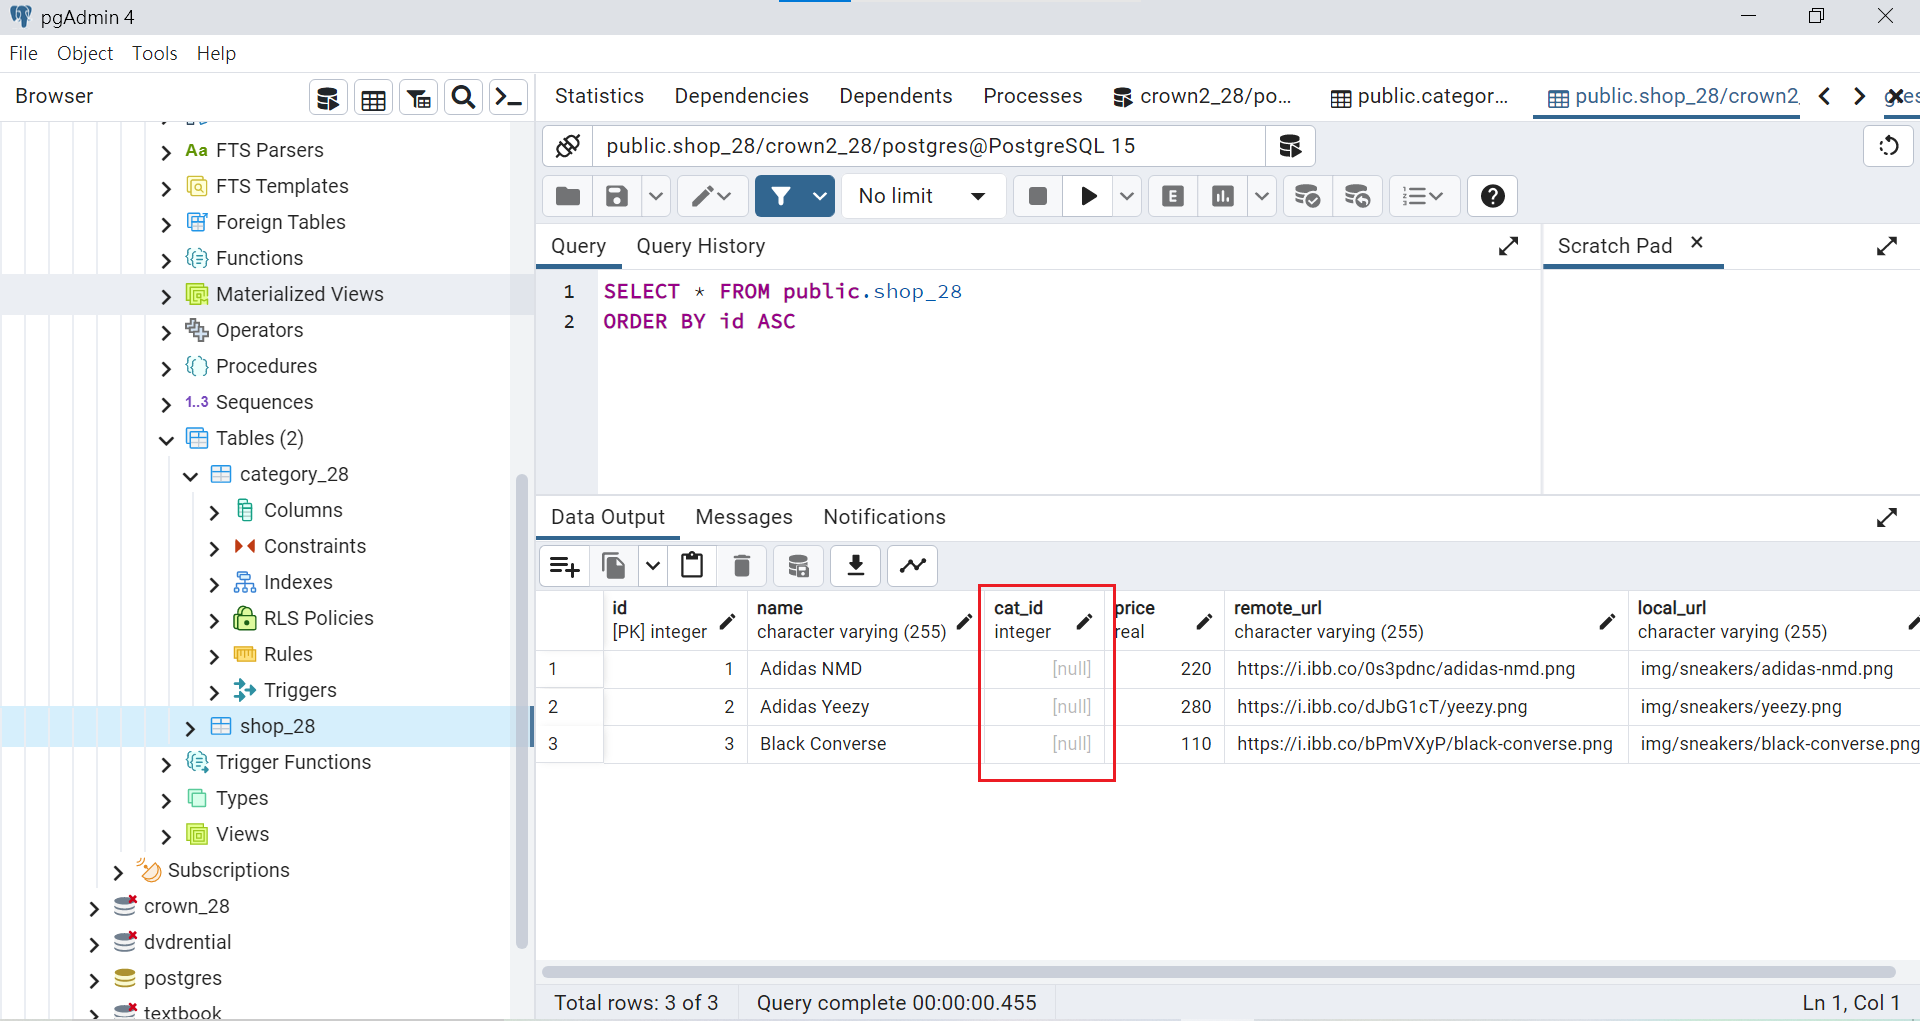 pgAdmin 4
File Object Tools Help
Browser
Statistics Dependencies Dependents Processes crown2_28/po... public.categor... public.shop_28/crown2
public.shop_28/crown2_28/postgres@PostgreSQL 15
No limit
E
Query Query History
Scratch Pad
1 SELECT * FROM public.shop_28
2 ORDER BY id ASC
Aa FTS Parsers
FTS Templates
Foreign Tables
Functions
Materialized Views
Operators
Procedures
1..3 Sequences
Tables (2)
category_28
Columns
Constraints
Indexes
RLS Policies
Rules
Triggers
shop_28
Trigger Functions
Types
Views
Subscriptions
crown_28
dvdrential
postgres
textbook
Data Output Messages Notifications
id name cat_id price remote_url local_url
[PK] integer character varying (255) integer real character varying (255) character varying (255)
1 1 Adidas NMD [null] 220 https://i.ibb.co/0s3pdnc/adidas-nmd.png img/sneakers/adidas-nmd.png
2 2 Adidas Yeezy [null] 280 https://i.ibb.co/dJbG1cT/yeezy.png img/sneakers/yeezy.png
3 3 Black Converse [null] 110 https://i.ibb.co/bPmVXyP/black-converse.png img/sneakers/black-converse.png
Total rows: 3 of 3 Query complete 00:00:00.455 Ln 1, Col 1